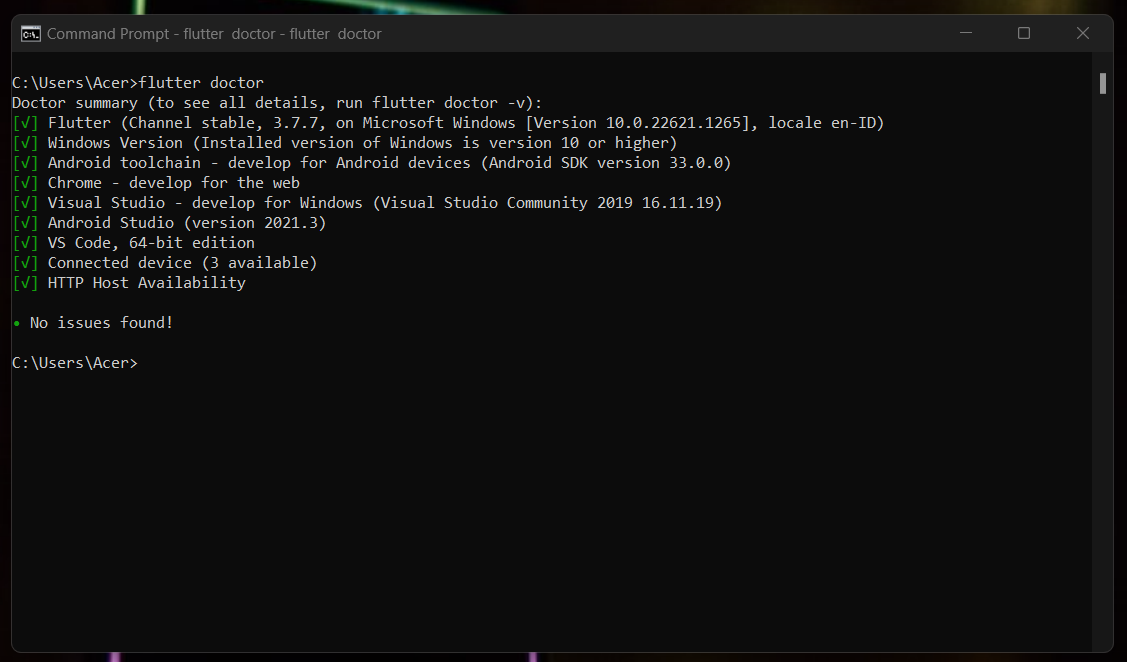 Command Prompt - flutter  doctor - flutter  doctor
C:\Users\Acer>flutter doctor
Doctor summary (to see all details, run flutter doctor -v):
[√] Flutter (Channel stable, 3.7.7, on Microsoft Windows [Version 10.0.22621.1265], locale en-ID)
[√] Windows Version (Installed version of Windows is version 10 or higher)
[√] Android toolchain - develop for Android devices (Android SDK version 33.0.0)
[√] Chrome - develop for the web
[√] Visual Studio - develop for Windows (Visual Studio Community 2019 16.11.19)
[√] Android Studio (version 2021.3)
[√] VS Code, 64-bit edition
[√] Connected device (3 available)
[√] HTTP Host Availability
• No issues found!
C:\Users\Acer>